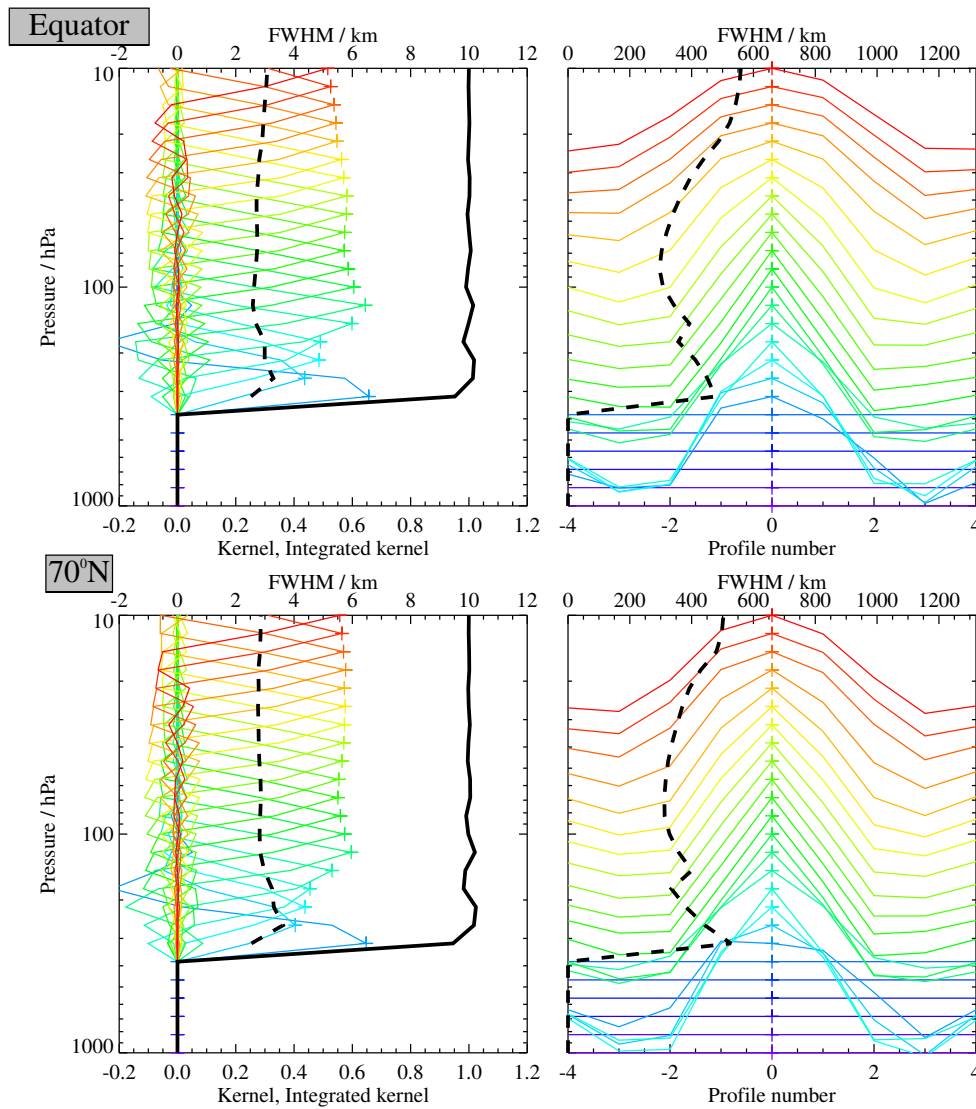 Equator
FWHM / km
FWHM / km
-2 0 2 4 6 8 10 12
0 200 400 600 800 1000 1200
10
100
1000
Pressure / hPa
-0.2 0.0 0.2 0.4 0.6 0.8 1.0 1.2
-4 -2 0 2 4
Kernel, Integrated kernel
Profile number
70⁰N
FWHM / km
FWHM / km
-2 0 2 4 6 8 10 12
0 200 400 600 800 1000 1200
10
100
1000
Pressure / hPa
-0.2 0.0 0.2 0.4 0.6 0.8 1.0 1.2
-4 -2 0 2 4
Kernel, Integrated kernel
Profile number